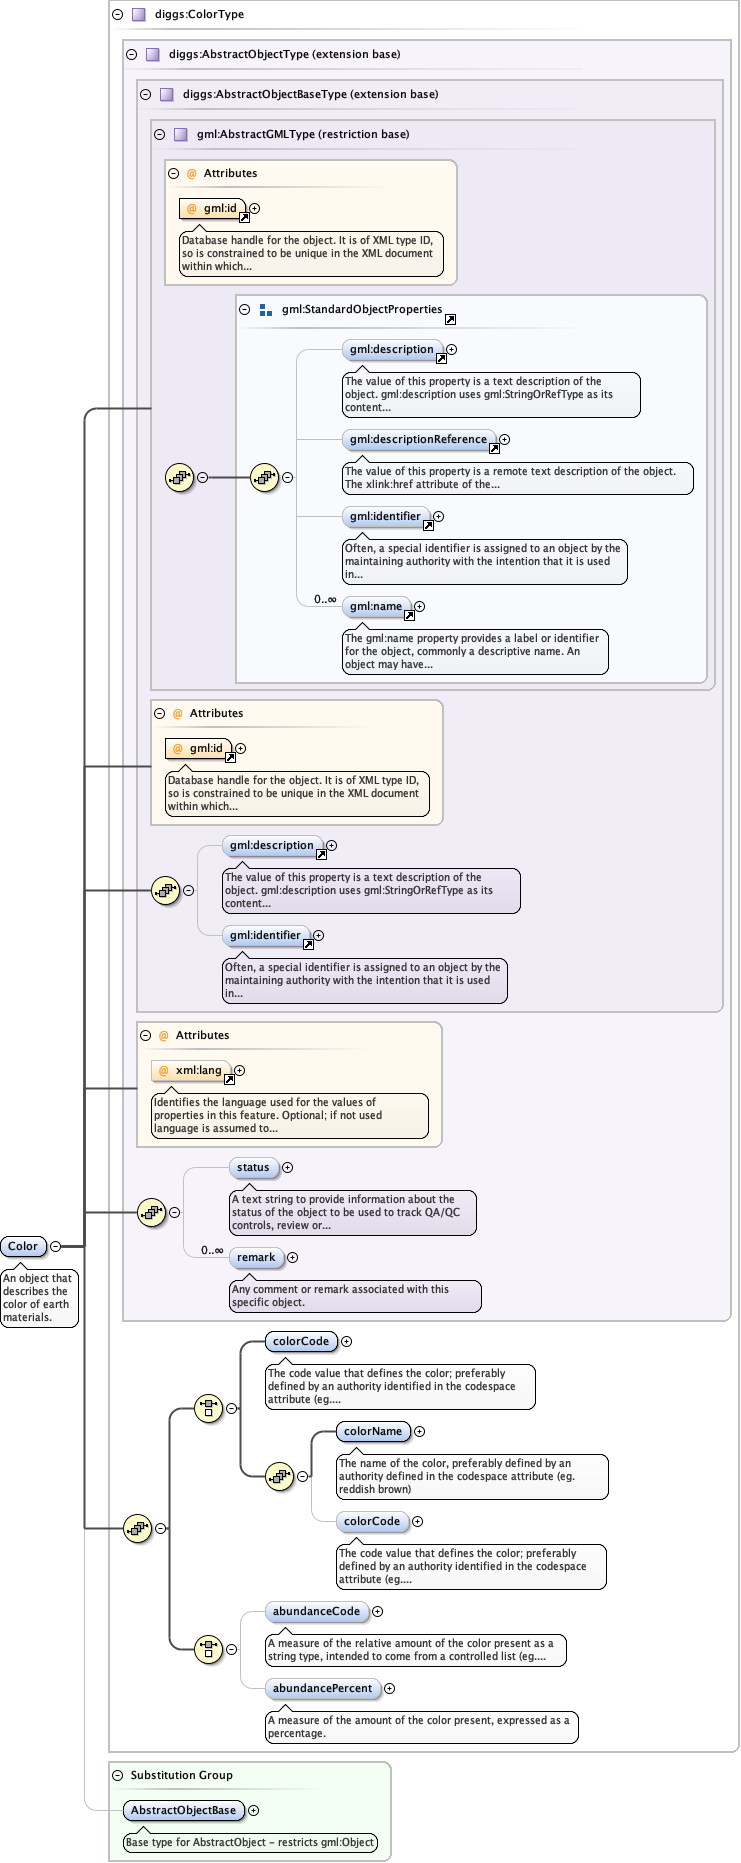 diggs:ColorType
diggs:AbstractObjectType (extension base)
diggs:AbstractObjectBaseType (extension base)
gml:AbstractGMLType (restriction base)
@ Attributes
@ gml:id
Database handle for the object. It is of XML type ID,
so is constrained to be unique in the XML document
within which...
gml:StandardObjectProperties
gml:description
The value of this property is a text description of the
object. gml:description uses gml:StringOrRefType as its
content...
gml:descriptionReference
The value of this property is a remote text description of the object.
The xlink:href attribute of the...
gml:identifier
Often, a special identifier is assigned to an object by the
maintaining authority with the intention that it is used
in...
0..∞
gml:name
The gml:name property provides a label or identifier
for the object, commonly a descriptive name. An
object may have...
@ Attributes
@ gml:id
Database handle for the object. It is of XML type ID,
so is constrained to be unique in the XML document
within which...
gml:description
The value of this property is a text description of the
object. gml:description uses gml:StringOrRefType as its
content...
gml:identifier
Often, a special identifier is assigned to an object by the
maintaining authority with the intention that it is used
in...
@ Attributes
@ xml:lang
Identifies the language used for the values of
properties in this feature. Optional; if not used
language is assumed to...
status
A text string to provide information about the
status of the object to be used to track QA/QC
controls, review or...
0..∞
remark
Any comment or remark associated with this
specific object.
Color
An object that
describes the
color of earth
materials.
colorCode
The code value that defines the color; preferably
defined by an authority identified in the codespace
attribute (eg....
colorName
The name of the color, preferably defined by an
authority defined in the codespace attribute (eg.
reddish brown)
colorCode
The code value that defines the color; preferably
defined by an authority identified in the codespace
attribute (eg....
abundanceCode
A measure of the relative amount of the color present as a
string type, intended to come from a controlled list (eg....
abundancePercent
A measure of the amount of the color present, expressed as a
percentage.
Substitution Group
AbstractObjectBase
Base type for AbstractObject - restricts gml:Object